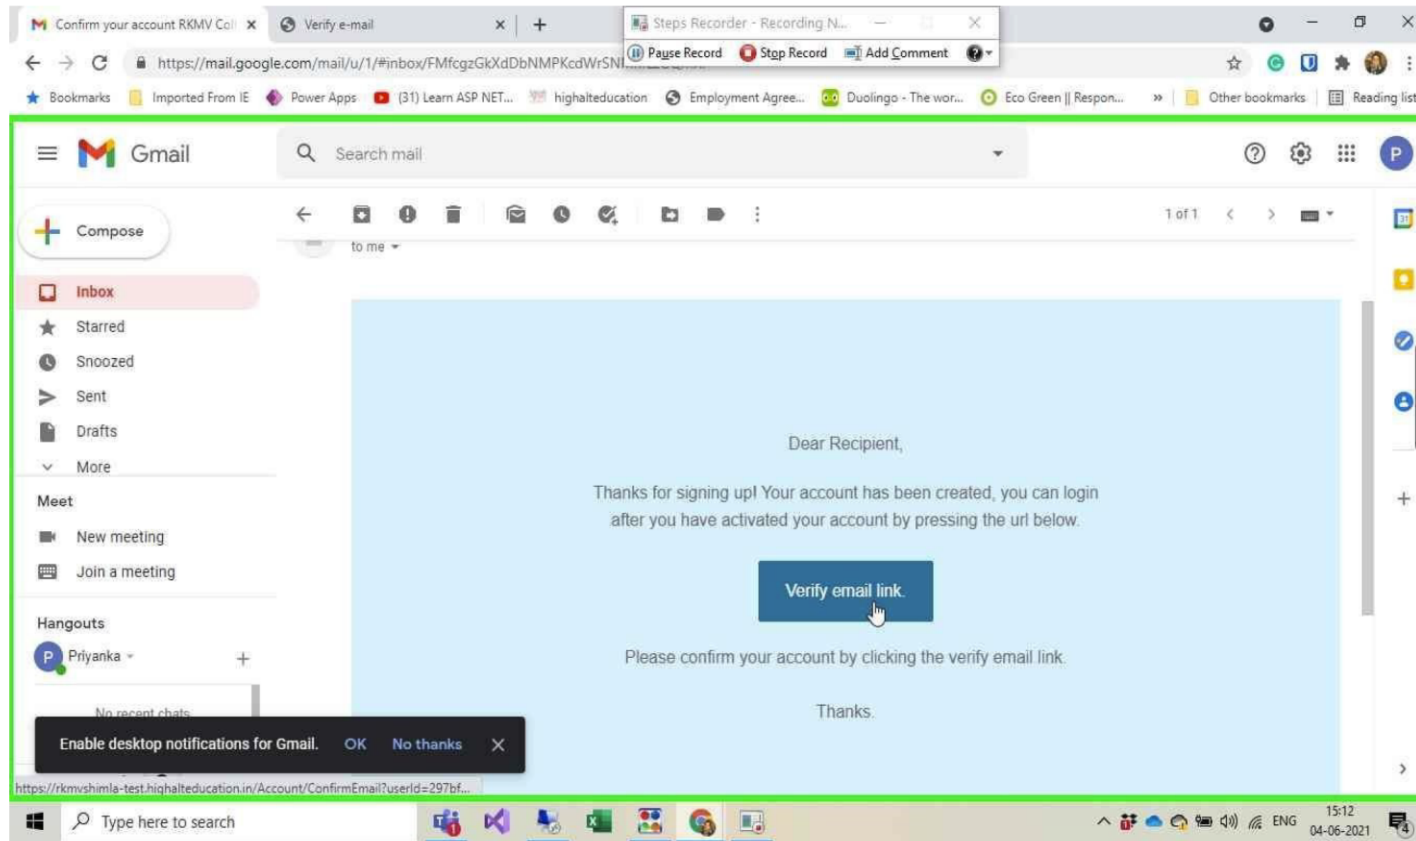 Confirm your account RKMV Col
Verify e-mail
Steps Recorder - Recording N...
Pause Record Stop Record Add Comment
https://mail.google.com/mail/u/1/#inbox/FMfcgzGkXdDbNMPKcdWrSN
Bookmarks Imported From IE Power Apps (31) Learn ASP NET... highalteducation Employment Agree... Duolingo - The wor... Eco Green || Respon... » Other bookmarks Reading list
Gmail
Search mail
P
Compose
1 of 1
31
to me
Inbox
Starred
Snoozed
Sent
Drafts
More
Meet
New meeting
Join a meeting
Hangouts
P Priyanka
No recent chats
Dear Recipient,
Thanks for signing up! Your account has been created, you can login
after you have activated your account by pressing the url below.
Verify email link.
Please confirm your account by clicking the verify email link.
Thanks.
Enable desktop notifications for Gmail. OK No thanks
https://rkmvshimla-test.highalteducation.in/Account/ConfirmEmail?userId=297bf...
Type here to search
ENG
15:12
04-06-2021
4